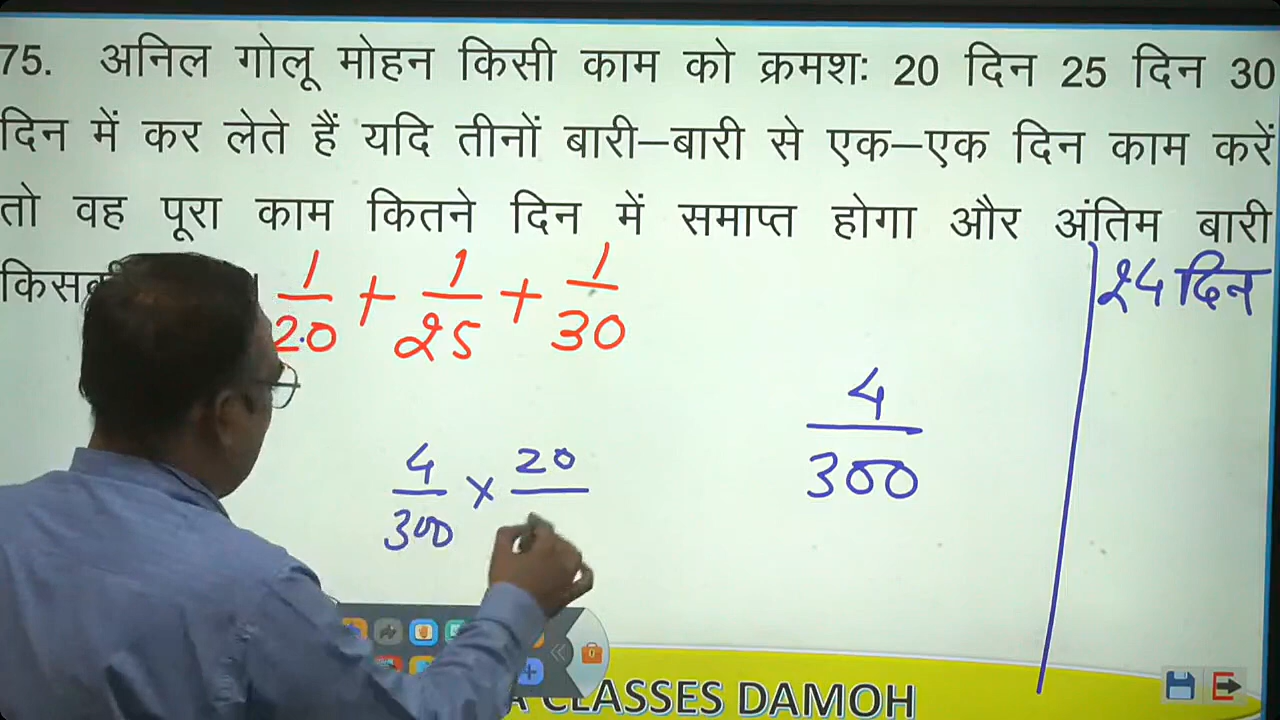 75. अनिल गोलू मोहन किसी काम को क्रमशः 20 दिन 25 दिन 30
दिन में कर लेते हैं यदि तीनों बारी–बारी से एक–एक दिन काम करें
तो वह पूरा काम कितने दिन में समाप्त होगा और अंतिम बारी
1/20 + 1/25 + 1/30
24 दिन
4/300
4/300 × 20
CLASSES DAMOH